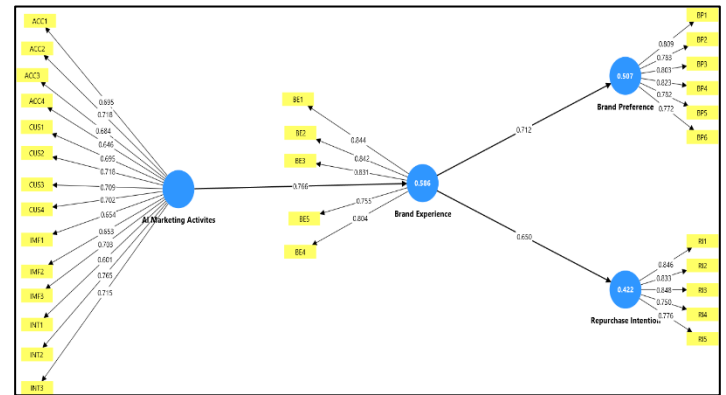 ACC1
ACC2
ACC3
ACC4
CUS1
CUS2
CUS3
CUS4
IMF1
IMF2
IMF3
INT1
INT2
INT3
0.695
0.718
0.684
0.646
0.695
0.718
0.709
0.702
0.654
0.653
0.703
0.601
0.765
0.715
AI Marketing Activites
0.766
BE1
BE2
BE3
BE5
BE4
0.844
0.842
0.831
0.755
0.804
0.586
Brand Experience
0.712
0.650
0.507
Brand Preference
0.809
0.793
0.803
0.823
0.782
0.772
BP1
BP2
BP3
BP4
BP5
BP6
0.422
Repurchase Intention
0.846
0.833
0.848
0.750
0.776
RI1
RI2
RI3
RI4
RI5